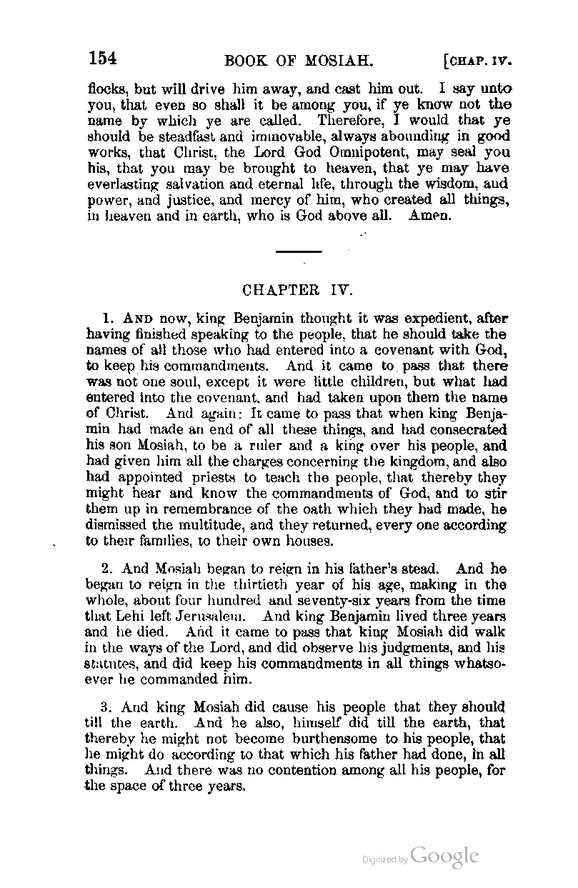 154 BOOK OF MOSIAH. [CHAP. IV.
flocks, but will drive him away, and cast him out. I say unto
you, that even so shall it be among you, if ye know not the
name by which ye are called. Therefore, I would that ye
should be steadfast and immovable, always abounding in good
works, that Christ, the Lord God Omnipotent, may seal you
his, that you may be brought to heaven, that ye may have
everlasting salvation and eternal life, through the wisdom, and
power, and justice, and mercy of him, who created all things,
in heaven and in earth, who is God above all. Amen.
CHAPTER IV.
1. AND now, king Benjamin thought it was expedient, after
having finished speaking to the people, that he should take the
names of all those who had entered into a covenant with God,
to keep his commandments. And it came to pass that there
was not one soul, except it were little children, but what had
entered into the covenant, and had taken upon them the name
of Christ. And again: It came to pass that when king Benja-
min had made an end of all these things, and had consecrated
his son Mosiah, to be a ruler and a king over his people, and
had given him all the charges concerning the kingdom, and also
had appointed priests to teach the people, that thereby they
might hear and know the commandments of God, and to stir
them up in remembrance of the oath which they had made, he
dismissed the multitude, and they returned, every one according
to their families, to their own houses.
2. And Mosiah began to reign in his father's stead. And he
began to reign in the thirtieth year of his age, making in the
whole, about four hundred and seventy-six years from the time
that Lehi left Jerusalem. And king Benjamin lived three years
and he died. And it came to pass that king Mosiah did walk
in the ways of the Lord, and did observe his judgments, and his
statutes, and did keep his commandments in all things whatso-
ever he commanded him.
3. And king Mosiah did cause his people that they should
till the earth. And he also, himself did till the earth, that
thereby he might not become burthensome to his people, that
he might do according to that which his father had done, in all
things. And there was no contention among all his people, for
the space of three years.
Digitized by Google